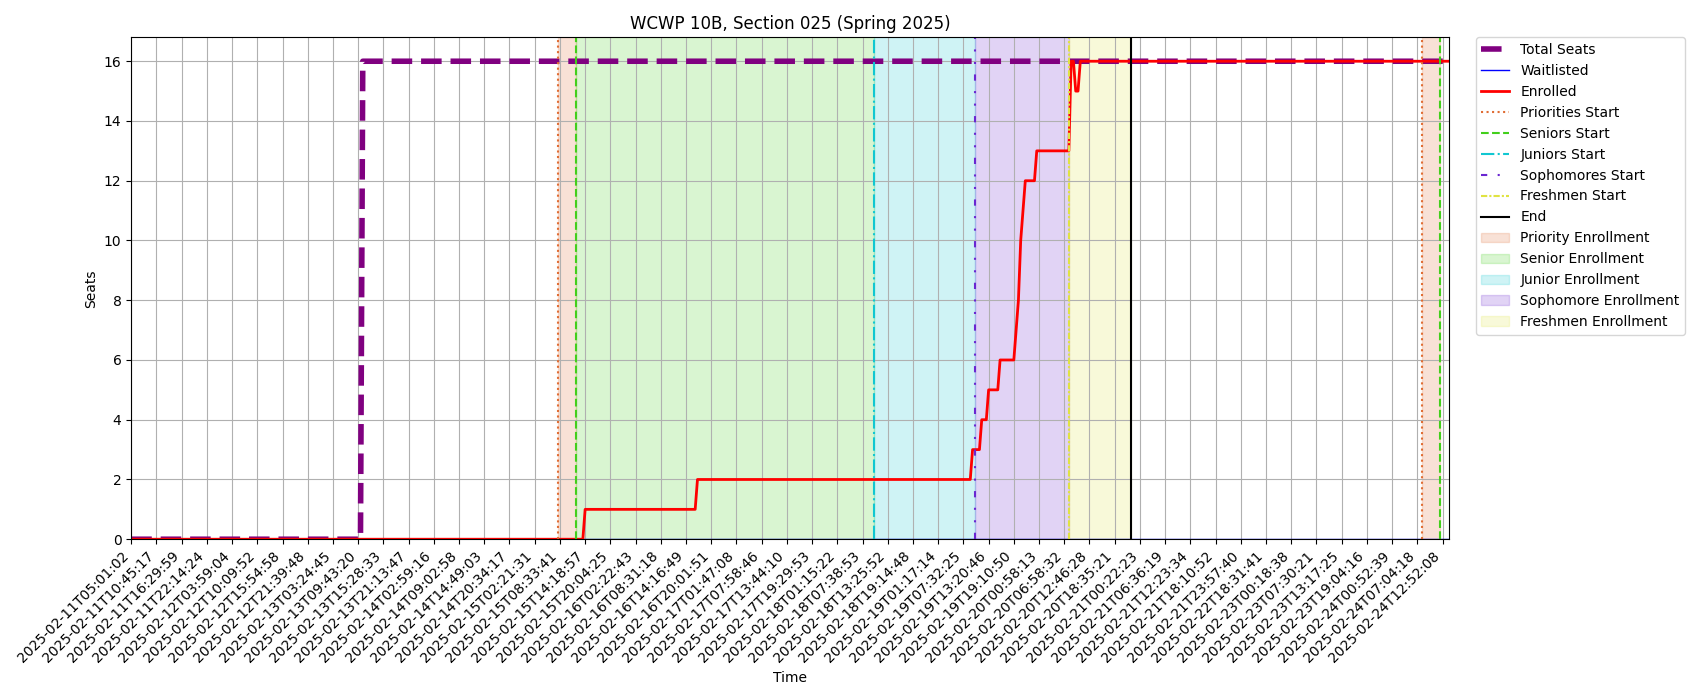 WCWP 10B, Section 025 (Spring 2025)
Seats
16
14
12
10
8
6
4
2
0
2025-02-11T05:01:02
2025-02-11T10:45:17
2025-02-11T16:29:59
2025-02-11T22:14:24
2025-02-12T03:59:04
2025-02-12T10:09:52
2025-02-12T15:54:58
2025-02-12T21:39:48
2025-02-13T03:24:45
2025-02-13T09:43:20
2025-02-13T15:28:33
2025-02-13T21:13:47
2025-02-14T02:59:16
2025-02-14T09:02:58
2025-02-14T14:49:03
2025-02-14T20:34:17
2025-02-15T02:21:31
2025-02-15T08:33:41
2025-02-15T14:18:57
2025-02-15T20:04:25
2025-02-16T02:22:43
2025-02-16T08:31:18
2025-02-16T14:16:49
2025-02-16T20:01:51
2025-02-17T01:47:08
2025-02-17T07:58:46
2025-02-17T13:44:10
2025-02-17T19:29:53
2025-02-18T01:15:22
2025-02-18T07:38:53
2025-02-18T13:25:52
2025-02-18T19:14:48
2025-02-19T01:17:14
2025-02-19T07:32:25
2025-02-19T13:20:46
2025-02-19T19:10:50
2025-02-20T00:58:13
2025-02-20T06:58:32
2025-02-20T12:46:28
2025-02-20T18:35:21
2025-02-21T00:22:23
2025-02-21T06:36:19
2025-02-21T12:23:34
2025-02-21T18:10:52
2025-02-21T23:57:40
2025-02-22T18:31:41
2025-02-23T00:18:38
2025-02-23T07:30:21
2025-02-23T13:17:25
2025-02-23T19:04:16
2025-02-24T00:52:39
2025-02-24T07:04:18
2025-02-24T12:52:08
Time
Total Seats
Waitlisted
Enrolled
Priorities Start
Seniors Start
Juniors Start
Sophomores Start
Freshmen Start
End
Priority Enrollment
Senior Enrollment
Junior Enrollment
Sophomore Enrollment
Freshmen Enrollment